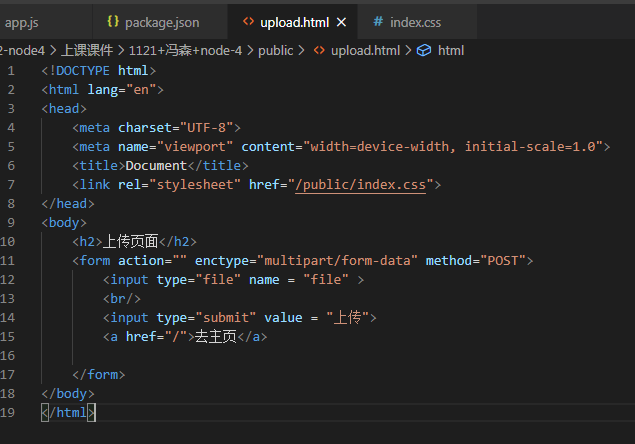 app.js {} package.json <> upload.html × # index.css
2-node4 > 上课课件 > 1121+冯森+node-4 > public > <> upload.html > html
1 <!DOCTYPE html>
2 <html lang="en">
3 <head>
4 <meta charset="UTF-8">
5 <meta name="viewport" content="width=device-width, initial-scale=1.0">
6 <title>Document</title>
7 <link rel="stylesheet" href="/public/index.css">
8 </head>
9 <body>
10 <h2>上传页面</h2>
11 <form action="" enctype="multipart/form-data" method="POST">
12 <input type="file" name = "file" >
13 <br/>
14 <input type="submit" value = "上传">
15 <a href="/">去主页</a>
16
17 </form>
18 </body>
19 </html>